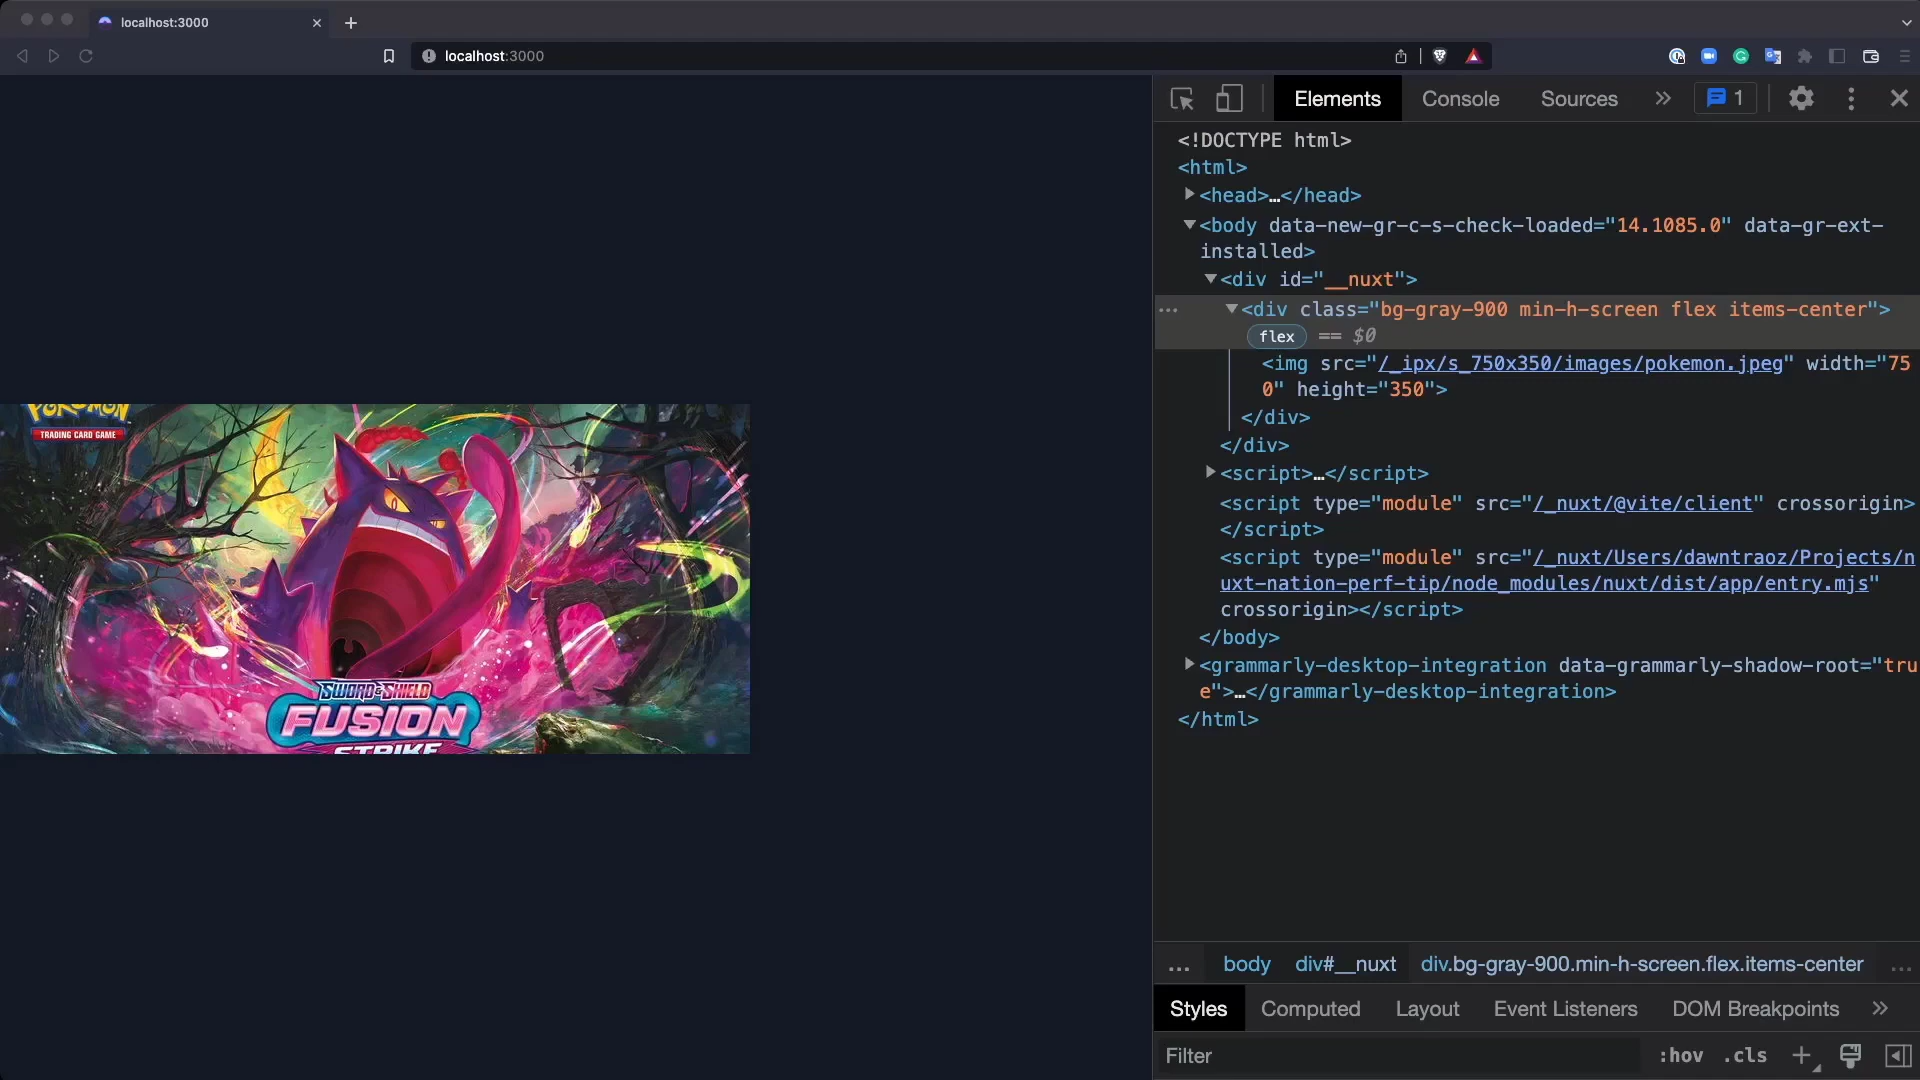 localhost:3000
localhost:3000
Elements Console Sources 1
<!DOCTYPE html>
<html>
<head>…</head>
<body data-new-gr-c-s-check-loaded="14.1085.0" data-gr-ext-
installed>
<div id="__nuxt">
<div class="bg-gray-900 min-h-screen flex items-center">
flex == $0
<img src="/_ipx/s_750x350/images/pokemon.jpeg" width="75
0" height="350">
</div>
</div>
<script>…</script>
<script type="module" src="/_nuxt/@vite/client" crossorigin>
</script>
<script type="module" src="/_nuxt/Users/dawntraoz/Projects/n
uxt-nation-perf-tip/node_modules/nuxt/dist/app/entry.mjs"
crossorigin></script>
</body>
<grammarly-desktop-integration data-grammarly-shadow-root="tru
e">…</grammarly-desktop-integration>
</html>
POKÉMON
TRADING CARD GAME
SWORD & SHIELD
FUSION
STRIKE
… body div#__nuxt div.bg-gray-900.min-h-screen.flex.items-center …
Styles Computed Layout Event Listeners DOM Breakpoints
Filter :hov .cls